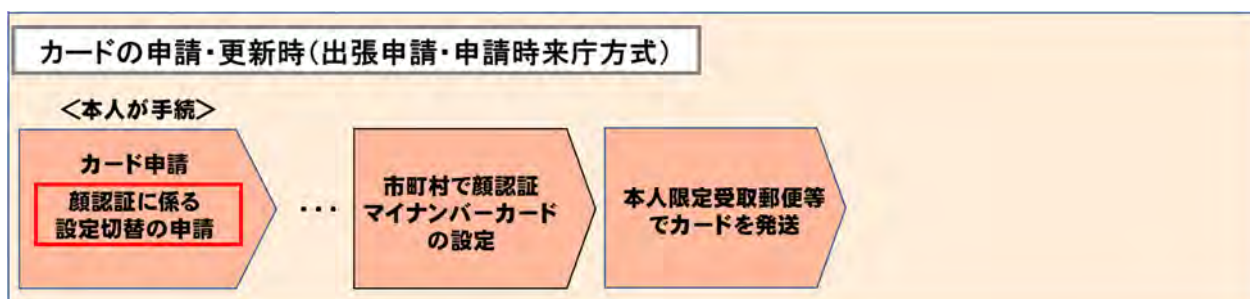 カードの申請・更新時(出張申請・申請時来庁方式)
＜本人が手続＞
カード申請
顔認証に係る
設定切替の申請
・・・
市町村で顔認証
マイナンバーカード
の設定
本人限定受取郵便等
でカードを発送